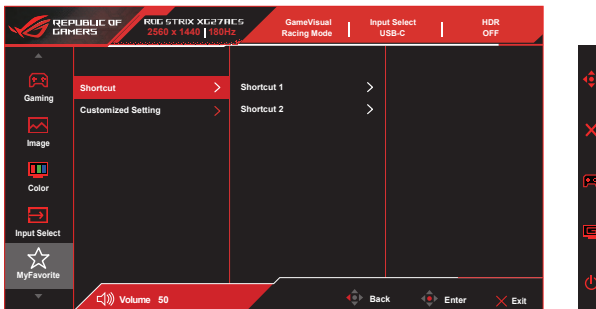 REPUBLIC OF
GAMERS
ROG STRIX XG27ACS
2560 x 1440 180Hz
GameVisual
Racing Mode
Input Select
USB-C
HDR
OFF
Gaming
Image
Color
Input Select
MyFavorite
Shortcut
Customized Setting
Shortcut 1
Shortcut 2
Volume 50
Back
Enter
Exit